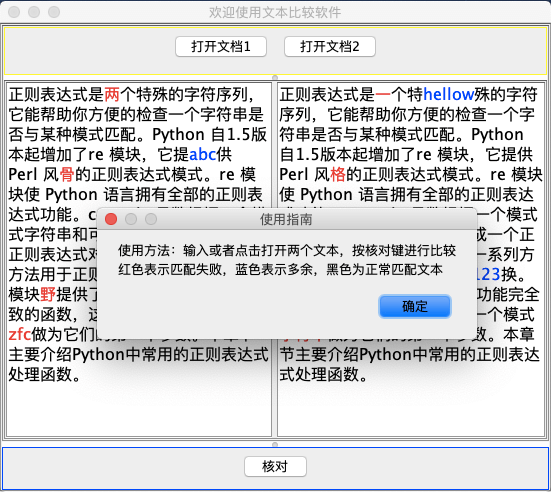 欢迎使用文本比较软件
打开文档1
打开文档2
正则表达式是两个特殊的字符序列，
它能帮助你方便的检查一个字符串是
否与某种模式匹配。Python 自1.5版
本起增加了re 模块，它提abc供
Perl 风骨的正则表达式模式。re 模
块使 Python 语言拥有全部的正则表
达式功能。
式字符串和
正则表达式对
方法用于正则
模块野提供了
致的函数，这
zfc做为它们的
主要介绍Python中常用的正则表达式
处理函数。
正则表达式是一个特hellow殊的字符
序列，它能帮助你方便的检查一个字
符串是否与某种模式匹配。Python
自1.5版本起增加了re 模块，它提供
Perl 风格的正则表达式模式。re 模块
使 Python 语言拥有全部的正则表达
一个模式
一个正
一系列方
123换。
功能完全
一个模式
做为它们的第一个参数。本章
节主要介绍Python中常用的正则表达
式处理函数。
使用指南
使用方法：输入或者点击打开两个文本，按核对键进行比较
红色表示匹配失败，蓝色表示多余，黑色为正常匹配文本
确定
核对